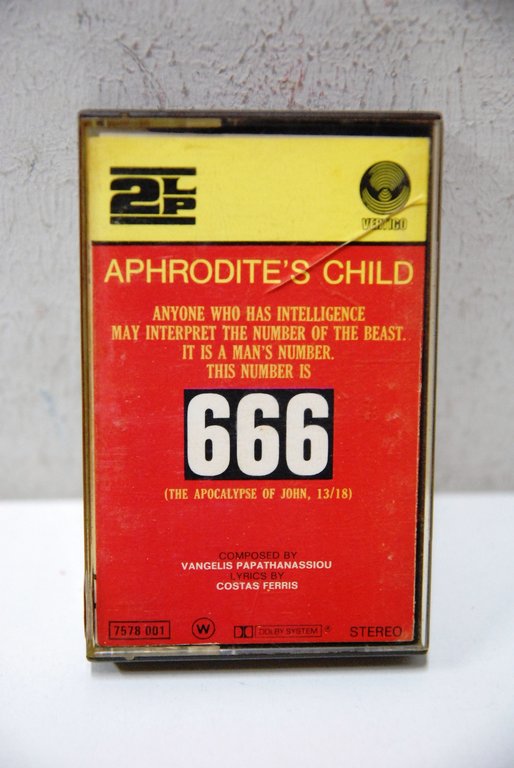 2LP
VERTIGO
APHRODITE'S CHILD
ANYONE WHO HAS INTELLIGENCE
MAY INTERPRET THE NUMBER OF THE BEAST.
IT IS A MAN'S NUMBER.
THIS NUMBER IS
666
(THE APOCALYPSE OF JOHN, 13/18)
COMPOSED BY
VANGELIS PAPATHANASSIOU
LYRICS BY
COSTAS FERRIS
7578 001 W DOLBY SYSTEM ® STEREO